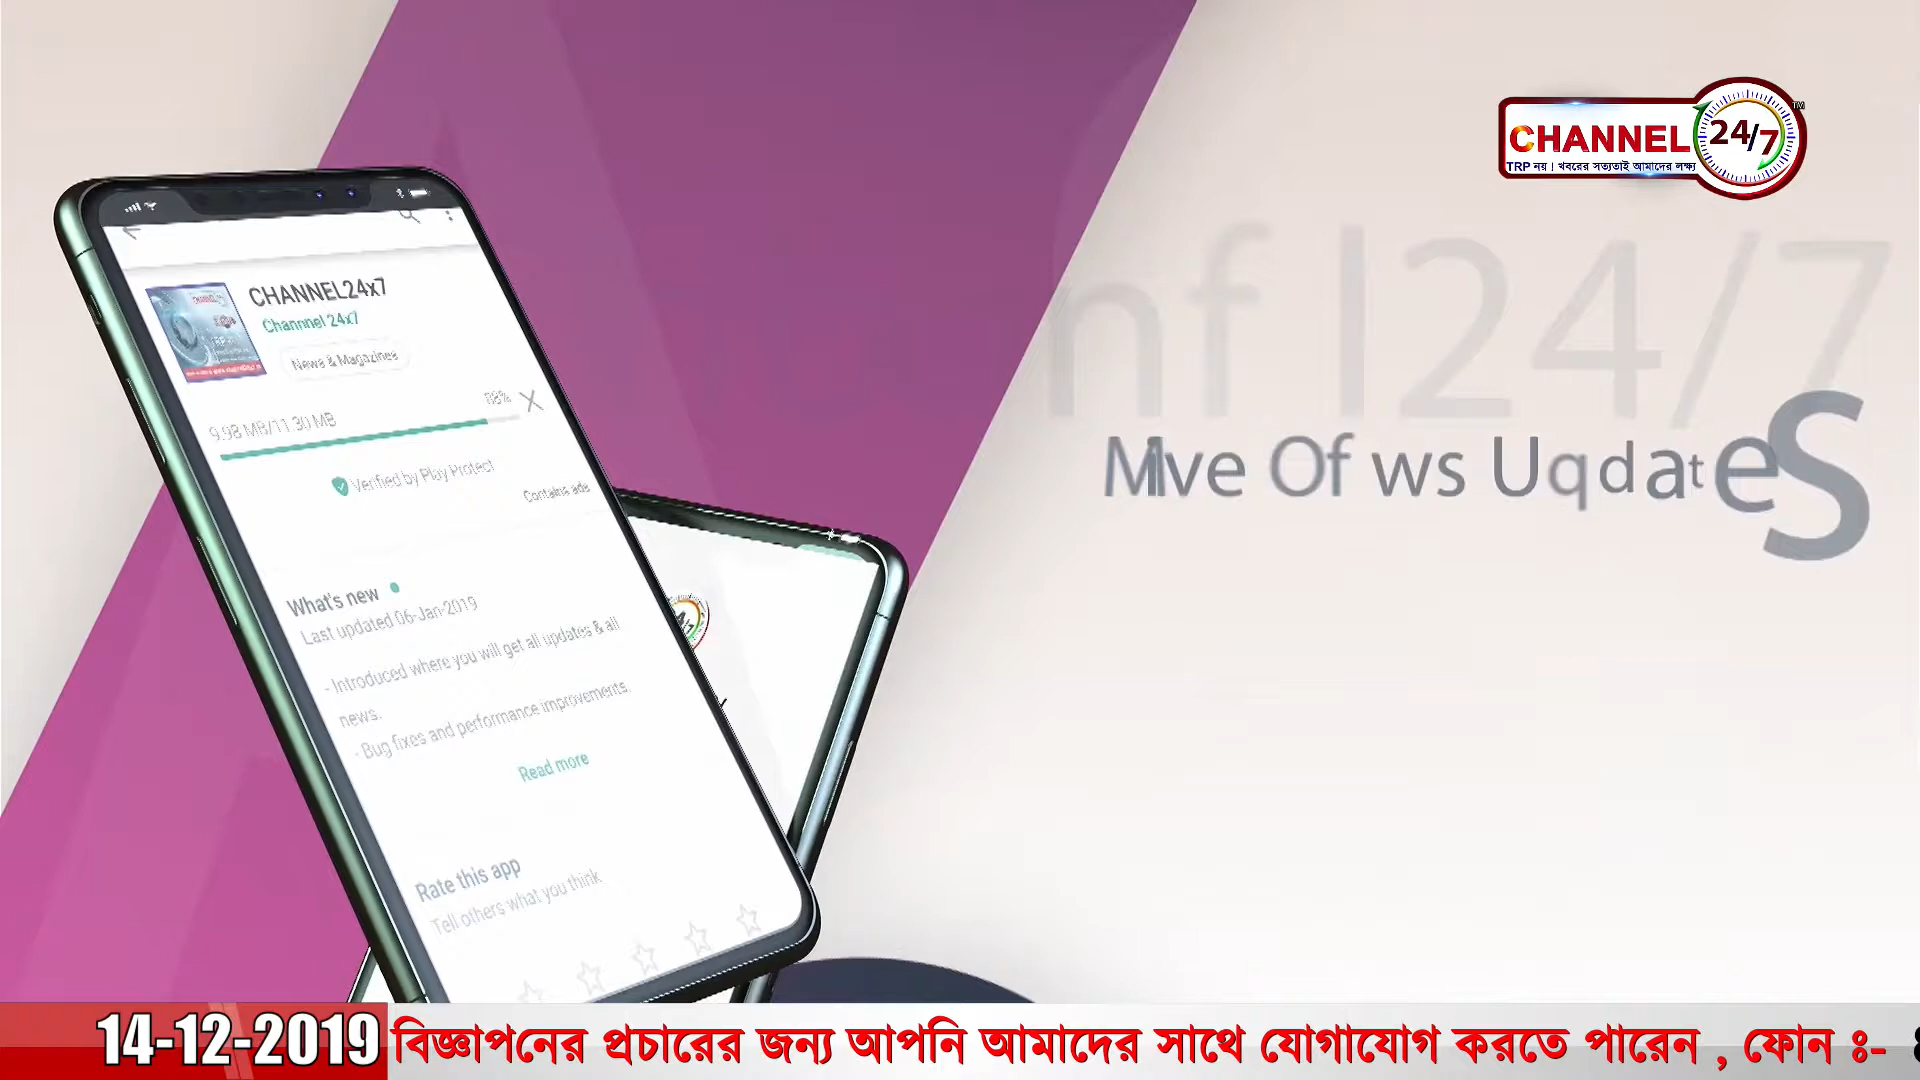 CHANNEL 24/7
TRP নয়। খবরের সত্যতাই আমাদের লক্ষ্য
CHANNEL24x7
Channnel 24x7
News & Magazines
9.98 MB/11.30 MB
What's new
Verified by Play Protect
Contains ads
Last updated 06-Jan-2019
- Introduced where you will get all updates & all
news.
- Bug fixes and performance improvements.
Read more
Rate this app
Tell others what you think
24/7
Of ws Uqdates
14-12-2019 বিজ্ঞাপনের প্রচারের জন্য আপনি আমাদের সাথে যোগাযোগ করতে পারেন , ফোন ঃ-